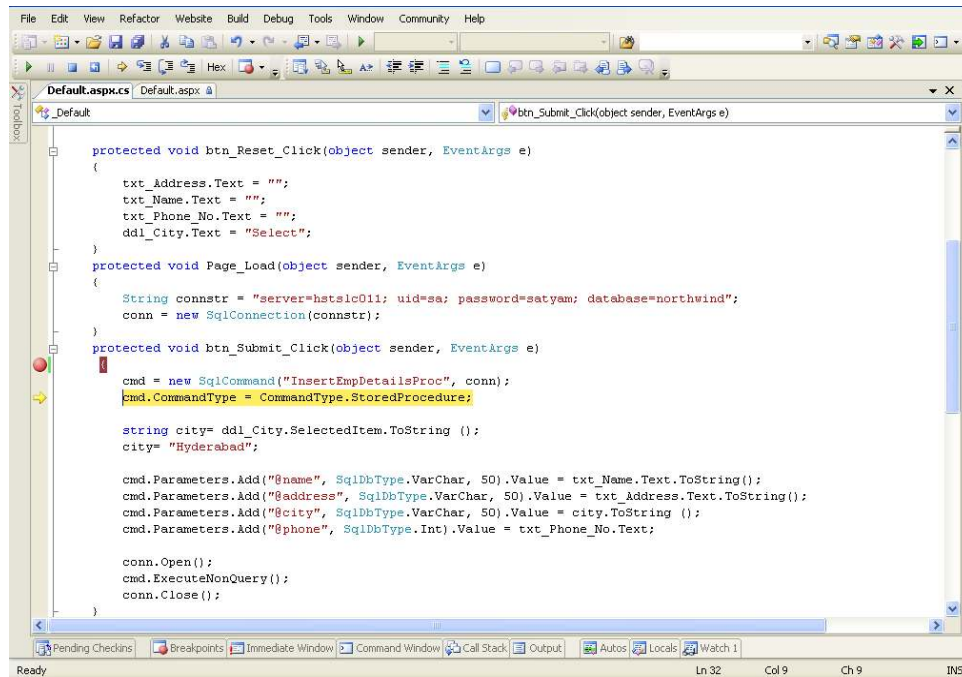 File Edit View Refactor Website Build Debug Tools Window Community Help
Hex
Default.aspx.cs Default.aspx
Toolbox
_Default btn_Submit_Click(object sender, EventArgs e)
protected void btn_Reset_Click(object sender, EventArgs e)
{
txt_Address.Text = "";
txt_Name.Text = "";
txt_Phone_No.Text = "";
ddl_City.Text = "Select";
}
protected void Page_Load(object sender, EventArgs e)
{
String connstr = "server=hstslc011; uid=sa; password=satyam; database=northwind";
conn = new SqlConnection(connstr);
}
protected void btn_Submit_Click(object sender, EventArgs e)
{
cmd = new SqlCommand("InsertEmpDetailsProc", conn);
cmd.CommandType = CommandType.StoredProcedure;
string city= ddl_City.SelectedItem.ToString ();
city= "Hyderabad";
cmd.Parameters.Add("@name", SqlDbType.VarChar, 50).Value = txt_Name.Text.ToString();
cmd.Parameters.Add("@address", SqlDbType.VarChar, 50).Value = txt_Address.Text.ToString();
cmd.Parameters.Add("@city", SqlDbType.VarChar, 50).Value = city.ToString ();
cmd.Parameters.Add("@phone", SqlDbType.Int).Value = txt_Phone_No.Text;
conn.Open();
cmd.ExecuteNonQuery();
conn.Close();
}
Pending Checkins Breakpoints Immediate Window Command Window Call Stack Output Autos Locals Watch 1
Ready Ln 32 Col 9 Ch 9 INS